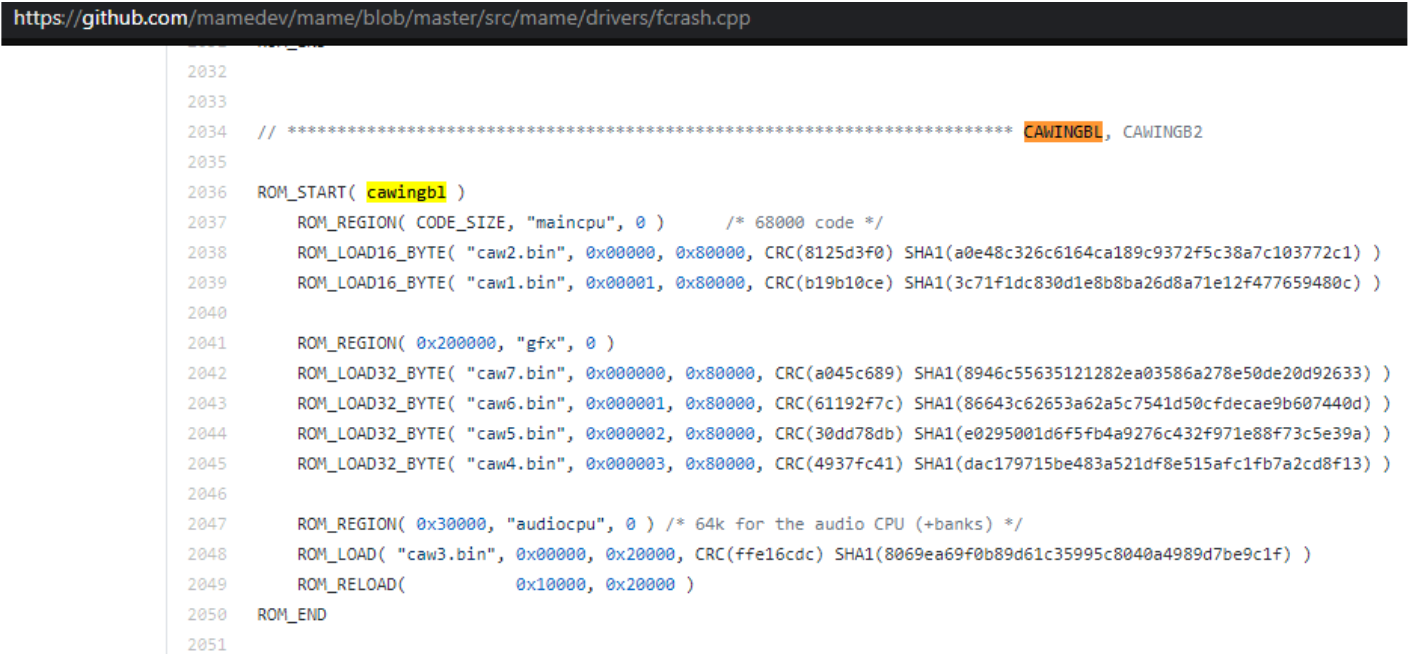 https://github.com/mamedev/mame/blob/master/src/mame/drivers/fcrash.cpp
2032
2033
2034 // ************************************************************************* CAWINGBL, CAWINGB2
2035
2036 ROM_START( cawingbl )
2037 ROM_REGION( CODE_SIZE, "maincpu", 0 ) /* 68000 code */
2038 ROM_LOAD16_BYTE( "caw2.bin", 0x00000, 0x80000, CRC(8125d3f0) SHA1(a0e48c326c6164ca189c9372f5c38a7c103772c1) )
2039 ROM_LOAD16_BYTE( "caw1.bin", 0x00001, 0x80000, CRC(b19b10ce) SHA1(3c71f1dc830d1e8b8ba26d8a71e12f477659480c) )
2040
2041 ROM_REGION( 0x200000, "gfx", 0 )
2042 ROM_LOAD32_BYTE( "caw7.bin", 0x000000, 0x80000, CRC(a045c689) SHA1(8946c55635121282ea03586a278e50de20d92633) )
2043 ROM_LOAD32_BYTE( "caw6.bin", 0x000001, 0x80000, CRC(61192f7c) SHA1(86643c62653a62a5c7541d50cfdecae9b607440d) )
2044 ROM_LOAD32_BYTE( "caw5.bin", 0x000002, 0x80000, CRC(30dd78db) SHA1(e0295001d6f5fb4a9276c432f971e88f73c5e39a) )
2045 ROM_LOAD32_BYTE( "caw4.bin", 0x000003, 0x80000, CRC(4937fc41) SHA1(dac179715be483a521df8e515afc1fb7a2cd8f13) )
2046
2047 ROM_REGION( 0x30000, "audiocpu", 0 ) /* 64k for the audio CPU (+banks) */
2048 ROM_LOAD( "caw3.bin", 0x00000, 0x20000, CRC(ffe16cdc) SHA1(8069ea69f0b89d61c35995c8040a4989d7be9c1f) )
2049 ROM_RELOAD( 0x10000, 0x20000 )
2050 ROM_END
2051